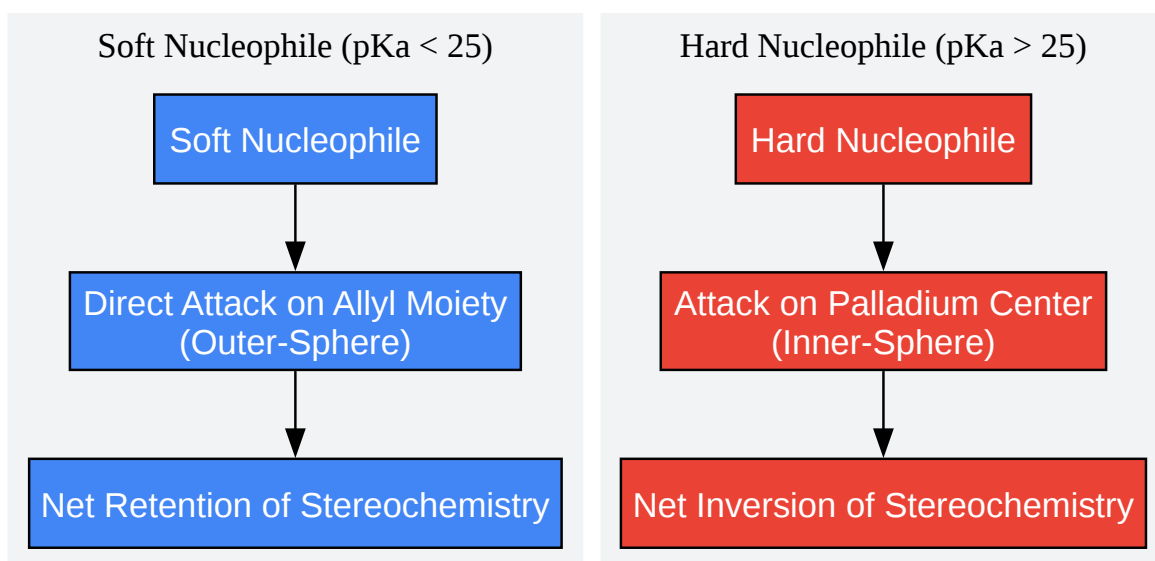 Soft Nucleophile (pKa < 25)
Soft Nucleophile
Direct Attack on Allyl Moiety
(Outer-Sphere)
Net Retention of Stereochemistry
Hard Nucleophile (pKa > 25)
Hard Nucleophile
Attack on Palladium Center
(Inner-Sphere)
Net Inversion of Stereochemistry